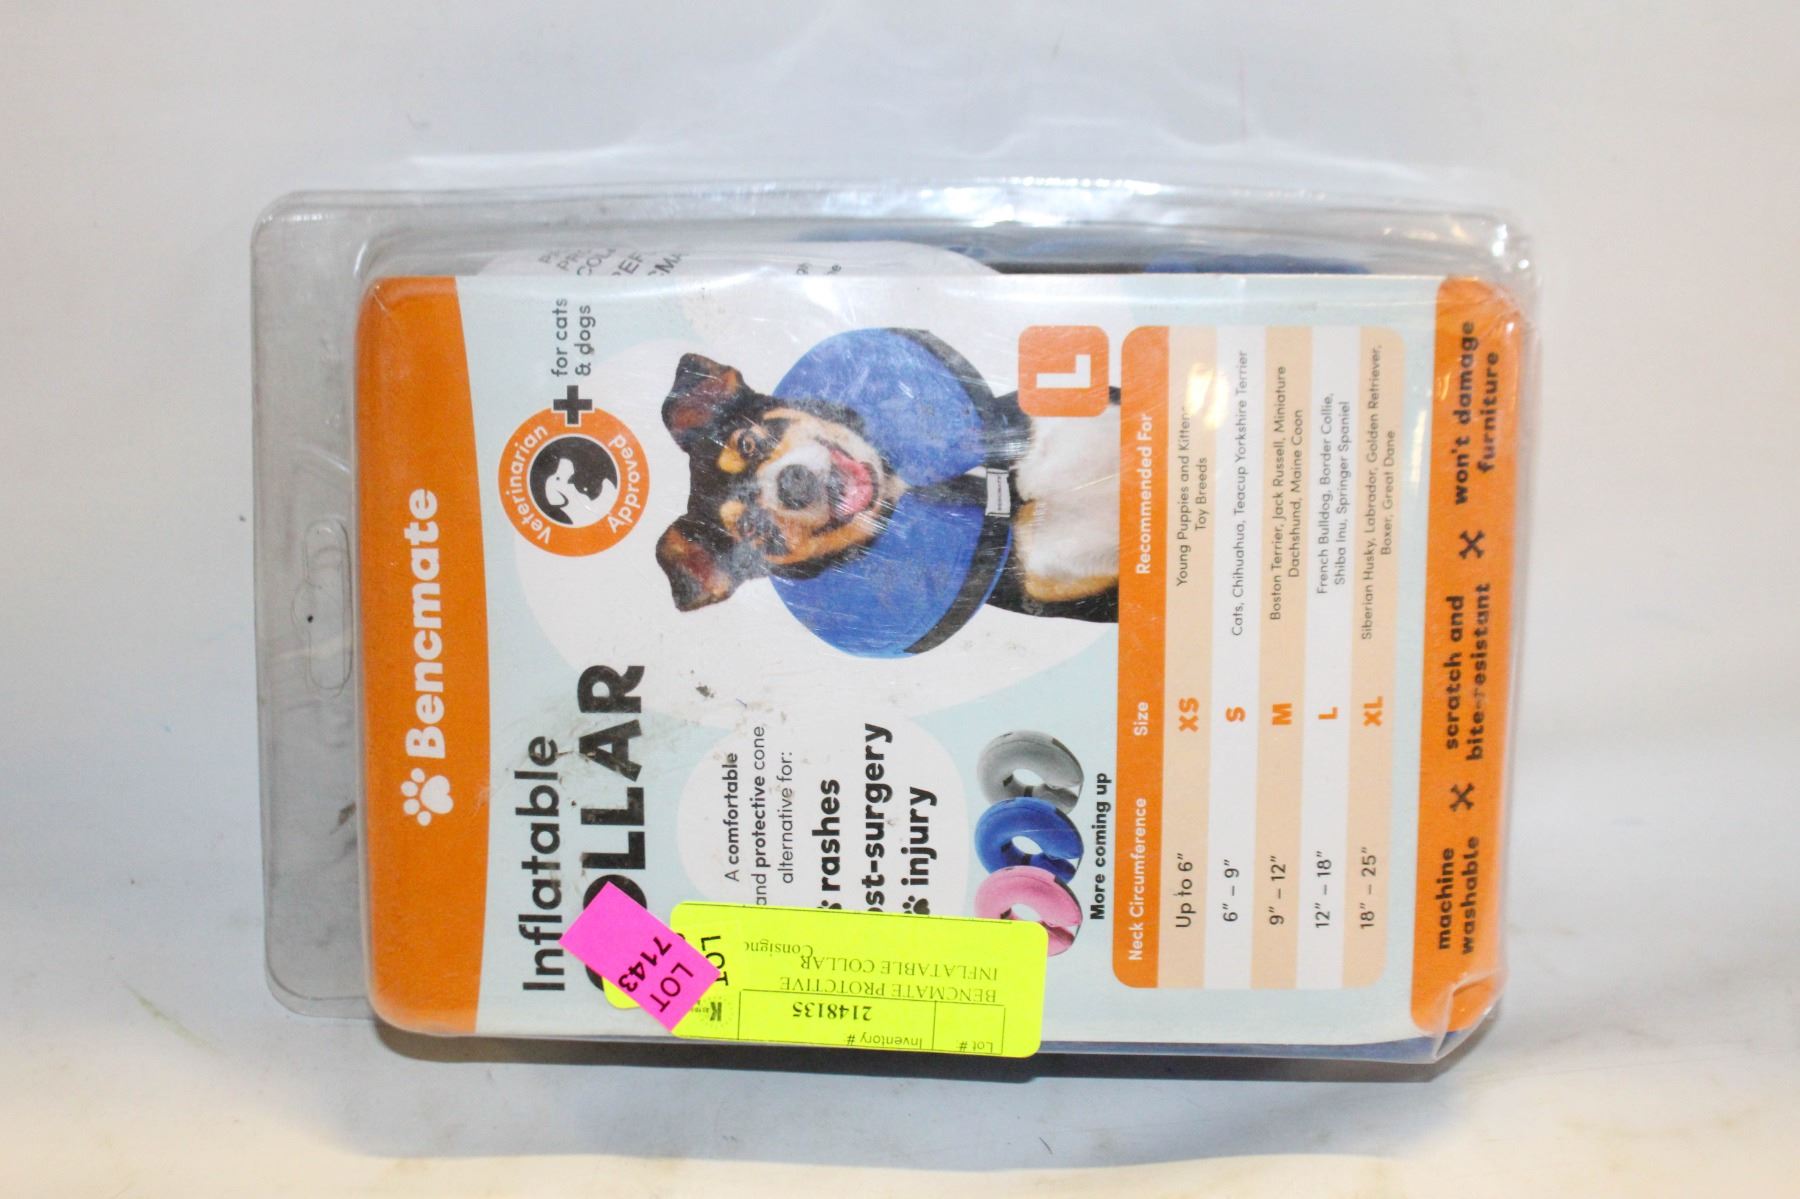 Bencmate
Inflatable
COLLAR
Veterinarian
Approved
for cats
& dogs
A comfortable
and protective cone
alternative for:
rashes
injury
More coming up
L
Neck Circumference Size Recommended For
Up to 6" XS Young Puppies and Kittens
Toy Breeds
6" – 9" S Cats, Chihuahua, Teacup Yorkshire Terrier
9" – 12" M Boston Terrier, Jack Russell, Miniature
Dachshund, Maine Coon
12" – 18" L French Bulldog, Border Collie,
Shiba Inu, Springer Spaniel
18" – 25" XL Siberian Husky, Labrador, Golden Retriever,
Boxer, Great Dane
machine
washable
scratch and
bite-resistant
won't damage
furniture
LOT
7143
LOT
Lot # Inventory #
2148135
BENCMATE PROTCTIVE
INFLATABLE COLLAR